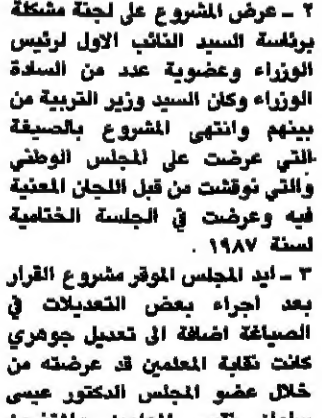 ٢ ـ عرض المشروع على لجنة مشكلة
برئاسة السيد النائب الاول لرئيس
الوزراء وعضوية عدد من السادة
الوزراء وكان السيد وزير التربية من
بينهم وانتهى المشروع بالصيغة
التي عرضت على المجلس الوطني
والتي نوقشت من قبل اللجان المعنية
فيه وعرضت في الجلسة الختامية
لسنة ١٩٨٧ .
٣ ـ ايد المجلس الموقر مشروع القرار
بعد اجراء بعض التعديلات في
الصياغة اضافة الى تعديل جوهري
كانت نقابة المعلمين قد عرضته من
خلال عضو المجلس الدكتور عيسى